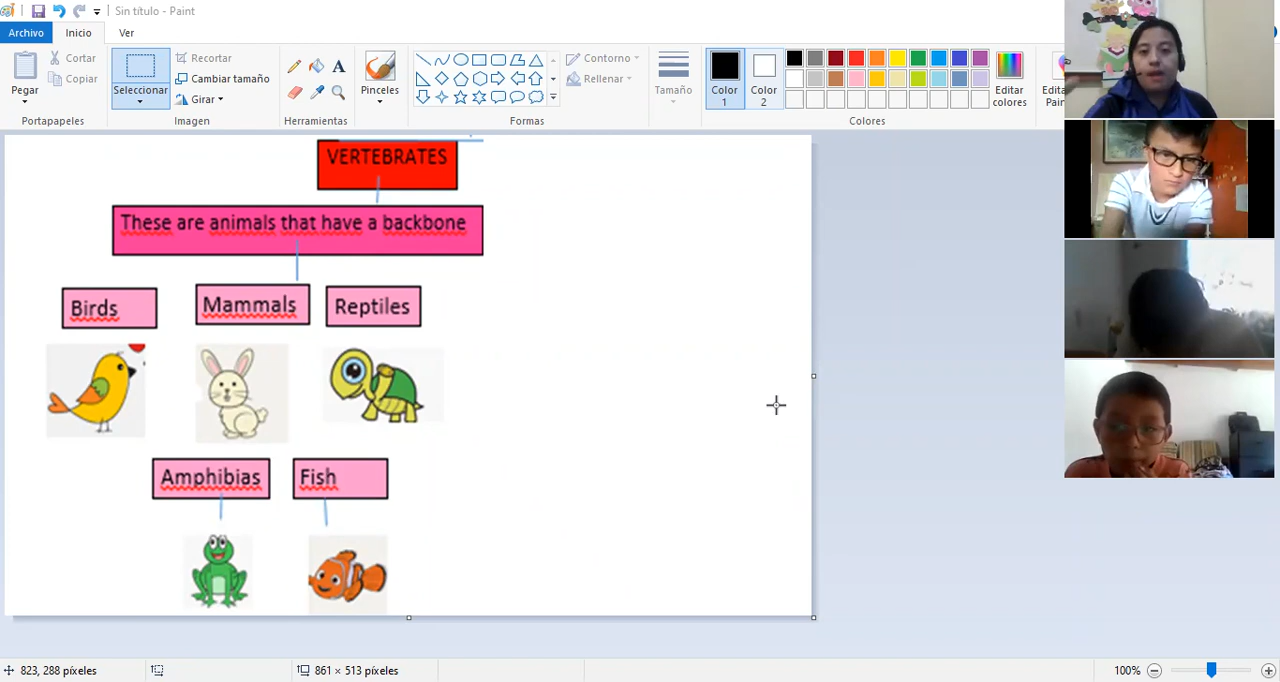 Sin título - Paint
Archivo Inicio Ver
Pegar
Cortar
Copiar
Portapapeles
Seleccionar
Recortar
Cambiar tamaño
Girar
Imagen
A
Herramientas
Pinceles
Contorno
Rellenar
Formas
Tamaño
Color 1
Color 2
Editar colores
Colores
VERTEBRATES
These are animals that have a backbone
Birds Mammals Reptiles
Amphibias Fish
823, 288 píxeles 861 × 513 píxeles 100%